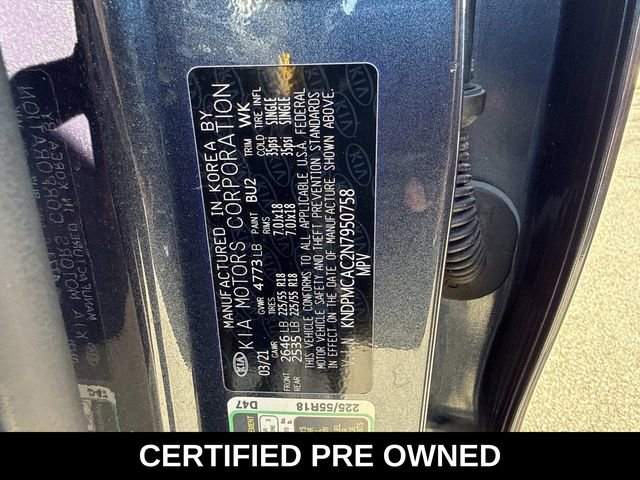 MANUFACTURED IN KOREA BY
KIA KIA MOTORS CORPORATION
03/21 GVWR 4773 LB PAINT BU2 TRIM WK
GAWR TIRES RIMS COLD TIRE INFL
FRONT 2646 LB 225/55 R18 7.0Jx18 35psi SINGLE
REAR 2535 LB 225/55 R18 7.0Jx18 35psi SINGLE
THIS VEHICLE CONFORMS TO ALL APPLICABLE U.S.A. FEDERAL
MOTOR VEHICLE SAFETY AND THEFT PREVENTION STANDARDS
IN EFFECT ON THE DATE OF MANUFACTURE SHOWN ABOVE.
V.I.N KNDPMCAC2N7950758
MPV
225/55R18
D47
CERTIFIED PRE OWNED